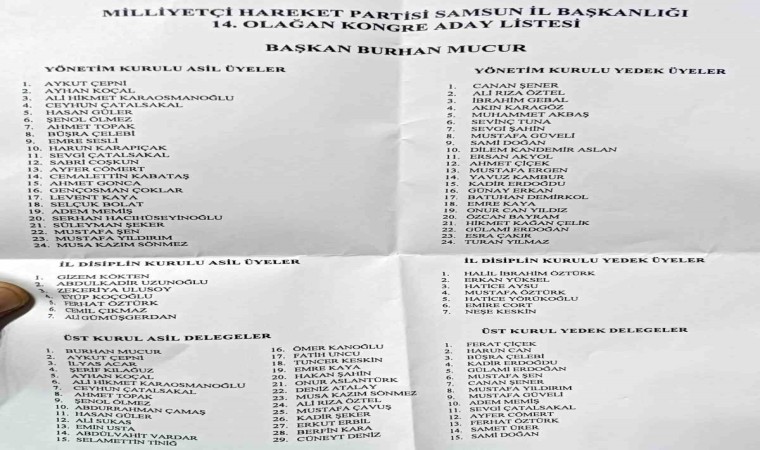 MİLLİYETÇİ HAREKET PARTİSİ SAMSUN İL BAŞKANLIĞI
14. OLAĞAN KONGRE ADAY LİSTESİ
BAŞKAN BURHAN MUCUR
YÖNETİM KURULU ASİL ÜYELER
1. AYKUT ÇEPNİ
2. AYHAN KOÇAL
3. ALİ HİKMET KARAOSMANOĞLU
4. CEYHUN ÇATALSAKAL
5. HASAN GÜLER
6. ŞENOL ÖLMEZ
7. AHMET TOPAK
8. BÜŞRA ÇELEBİ
9. EMRE SESLİ
10. HARUN KARAPIÇAK
11. SEVGİ ÇATALSAKAL
12. SABRİ COŞKUN
13. AYFER CÖMERT
14. CEMALETTİN KABATAŞ
15. AHMET GONCA
16. GENÇOSMAN ÇOKLAR
17. LEVENT KAYA
18. SELÇUK BOLAT
19. ADEM MEMİŞ
20. SERHAN HACIHÜSEYİNOĞLU
21. SÜLEYMAN ŞEKER
22. MUSTAFA ŞEN
23. MUSTAFA YILDIRIM
24. MUSA KAZIM SÖNMEZ
YÖNETİM KURULU YEDEK ÜYELER
1. CANAN ŞENER
2. ALİ RIZA ÖZTEL
3. İBRAHİM GEBAL
4. AKIN KARAGÖZ
5. MUHAMMET AKBAŞ
6. SEVİNÇ TUNA
7. SEVGİ ŞAHİN
8. MUSTAFA GÜVELİ
9. SAMİ DOĞAN
10. DİLEM KANDEMİR ASLAN
11. ERSAN AKYOL
12. AHMET ÇİÇEK
13. MUSTAFA ERGEN
14. YAVUZ KAMBUR
15. KADİR ERDOĞDU
16. GÜNAY ERKAN
17. BATUHAN DEMİRKOL
18. EMRE KAYA
19. ONUR CAN YILDIZ
20. ÖZCAN BAYRAM
21. HİKMET KAĞAN ÇELİK
22. GÜLAMİ ERDOĞAN
23. ESRA ÇAKIR
24. TURAN YILMAZ
İL DİSİPLİN KURULU ASİL ÜYELER
1. GİZEM KÖKTEN
2. ABDULKADİR UZUNOĞLU
3. ZEKERİYA ULUSOY
4. EYÜP KOÇOĞLU
5. FERHAT ÖZTÜRK
6. CEMİL ÇIKMAZ
7. ALİ GÜMÜŞGERDAN
İL DİSİPLİN KURULU YEDEK ÜYELER
1. HALİL İBRAHİM ÖZTÜRK
2. ERKAN YÜKSEL
3. HATİCE AYSU
4. MUSTAFA ÖZTÜRK
5. HATİCE YÖRÜKOĞLU
6. EMİRE CORT
7. NEŞE KESKİN
ÜST KURUL ASİL DELEGELER
1. BURHAN MUCUR
2. AYKUT ÇEPNİ
3. İLYAS ACAR
4. ŞERİF KILAĞUZ
5. AYHAN KOÇAL
6. ALİ HİKMET KARAOSMANOĞLU
7. CEYHUN ÇATALSAKAL
8. AHMET TOPAK
9. ŞENOL ÖLMEZ
10. ABDURRAHMAN ÇAMAŞ
11. HASAN GÜLER
12. ALİ SUKAS
13. EMİN USTA
14. ABDÜLVAHİT VARDAR
15. SELAMETTİN TİNİĞ
16. ÖMER KANOĞLU
17. FATİH UNCU
18. TUNCER KESKİN
19. EMRE KAYA
20. HAKAN ŞAHİN
21. ONUR ASLANTÜRK
22. DENİZ ATALAY
23. MUSA KAZIM SÖNMEZ
24. ALİ RIZA ÖZTEL
25. MUSTAFA ÇAVUŞ
26. KADİR ŞEKER
27. ERKUT ERBİL
28. BERFİN KARA
29. CÜNEYT DENİZ
ÜST KURUL YEDEK DELEGELER
1. FERAT ÇİÇEK
2. HARUN CAN
3. BÜŞRA ÇELEBİ
4. KADİR ERDOĞDU
5. GÜLAMİ ERDOĞAN
6. MUSTAFA ŞEN
7. CANAN ŞENER
8. MUSTAFA YILDIRIM
9. MUSTAFA GÜVELİ
10. ADEM MEMİŞ
11. SEVGİ ÇATALSAKAL
12. AYFER CÖMERT
13. FERHAT ÖZTÜRK
14. SAMET ÜRER
15. SAMİ DOĞAN